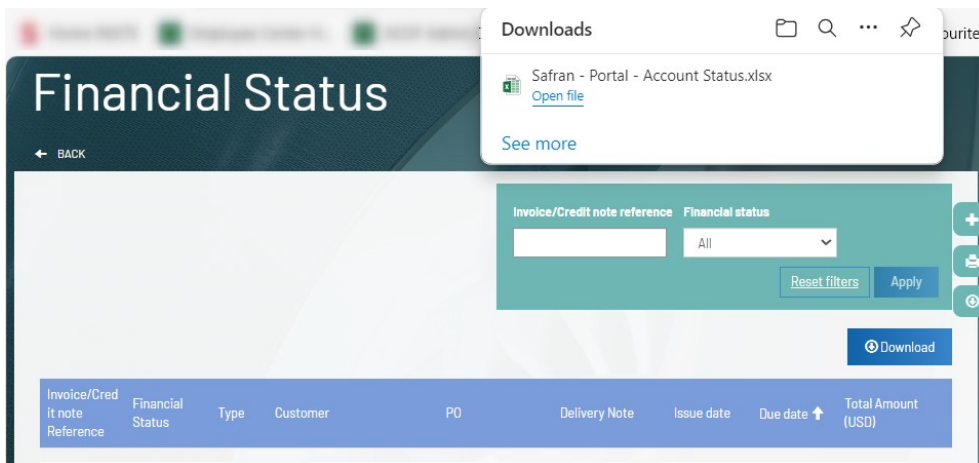 Downloads
Safran - Portal - Account Status.xlsx
Open file
See more
Financial Status
BACK
Invoice/Credit note reference Financial status
All
Reset filters Apply
Download
Invoice/Cred
it note
Reference
Financial
Status
Type
Customer
PO
Delivery Note
Issue date
Due date
Total Amount
(USD)